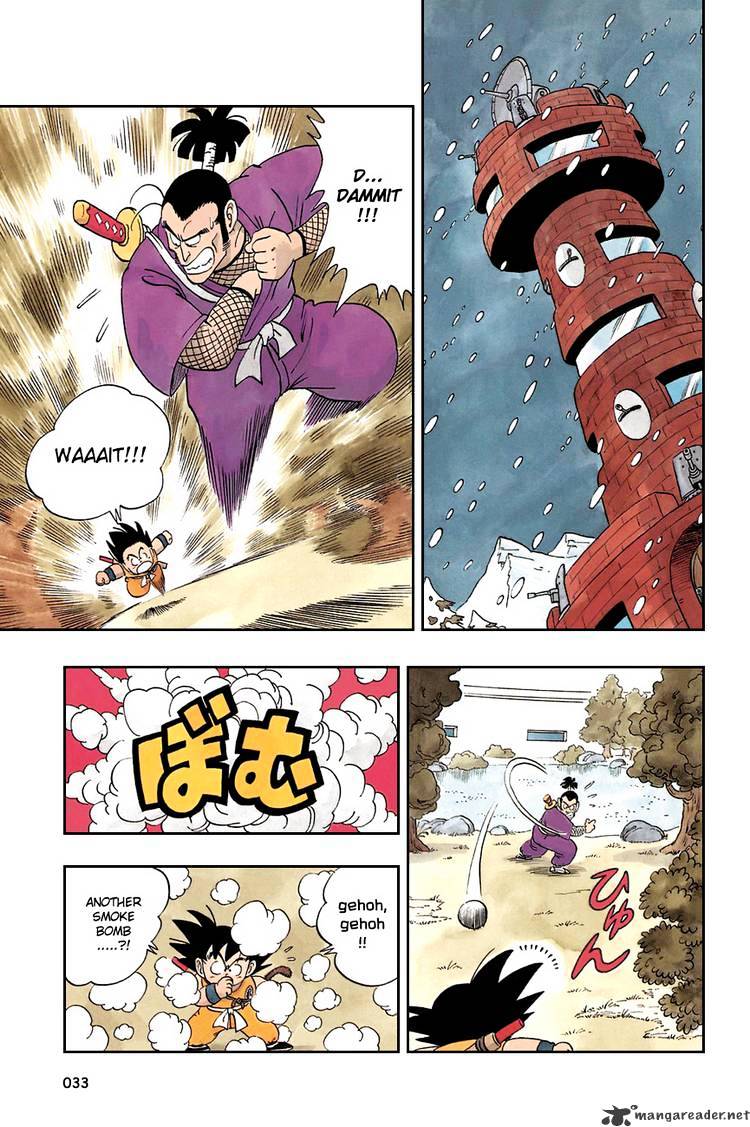 D...
DAMMIT
!!!
WAAAIT!!!
ひゅん
ぼむ
gehoh,
gehoh
!!
ANOTHER
SMOKE
BOMB
.....?!
033
mangareader.net